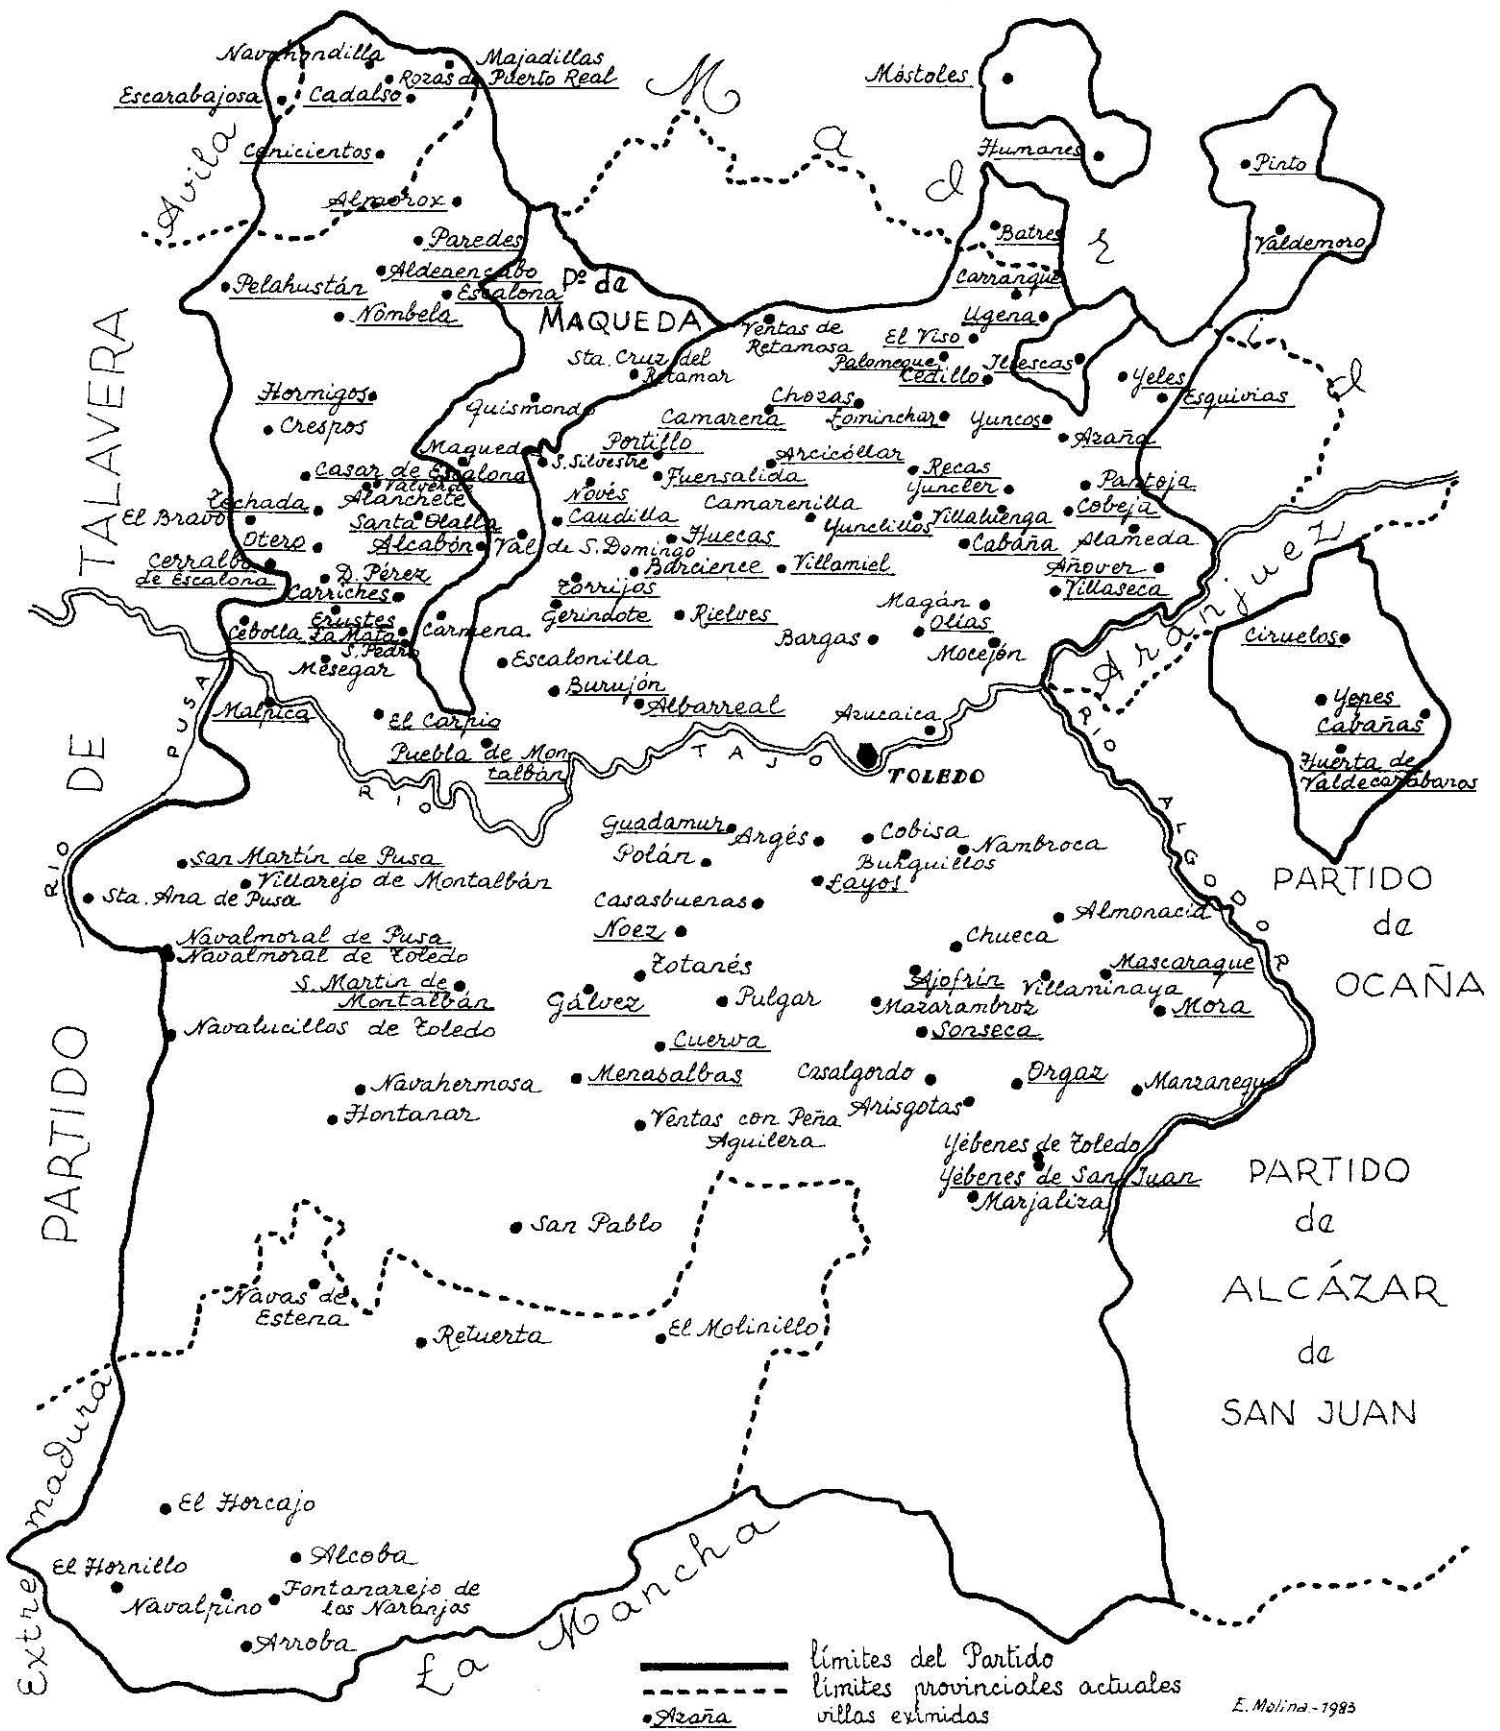 Navahondilla
Majadillas
Rozas de Puerto Real
Escarabajosa
Cadalso
Cenicientos
Avila
Almorox
Paredes
Aldeaencabo
Pelahustán
Escalona
Nombela
Madrid
Móstoles
Humanes
Pinto
Batres
Valdemoro
Carranque
Ugena
Pº de
MAQUEDA
Ventas de
Retamosa
El Viso
Palomeque
Cedillo
Illescas
Yeles
Esquivias
Sta. Cruz del
Retamar
Hormigos
Crespos
Quismondo
Chozas
Camarena
Lominchar
Yuncos
Azaña
Maqueda
Portillo
S. Silvestre
Arcicóllar
Recas
Yuncler
Pantoja
Casar de Escalona
Valverde
Alanchete
Fuensalida
Novés
Camarenilla
Techada
El Bravo
Santa Olalla
Caudilla
Yunclillos
Villaluenga
Cobeja
Otero
Alcabón
Val de S. Domingo
Huecas
Cabaña
Alameda
Cerralbo
de Escalona
D. Pérez
Barcience
Villamiel
Añover
Villaseca
Carriches
Torrijos
Erustes
Cebolla
La Mata
S. Pedro
Carmena
Gerindote
Rielves
Magán
Olías
Bargas
Mocejón
Mesegar
Escalonilla
Burujón
Albarreal
Malpica
El Carpio
Puebla de Mon
talbán
Azucaica
TOLEDO
RIO TAJO
RIO PUSA
RIO ALGODOR
Aranjuez
Ciruelos
Yepes
Cabañas
Huerta de
Valdecarábanos
Guadamur
Argés
Cobisa
Nambroca
Polán
Burguillos
Layos
San Martín de Pusa
Villarejo de Montalbán
Sta. Ana de Pusa
Casasbuenas
Noez
Almonacid
Chueca
Navalmoral de Pusa
Navalmoral de Toledo
Totanés
Ajofrín
Mascaraque
Villaminaya
S. Martín de
Montalbán
Gálvez
Pulgar
Mazarambroz
Mora
Navalucillos de Toledo
Sonseca
Cuerva
Navahermosa
Menasalbas
Casalgordo
Orgaz
Manzaneque
Hontanar
Arisgotas
Ventas con Peña
Aguilera
Yébenes de Toledo
Yébenes de San Juan
Marjaliza
San Pablo
Navas de
Estena
Retuerta
El Molinillo
El Horcajo
Alcoba
El Hornillo
Navalpino
Fontanarejo de
los Naranjos
Arroba
Extremadura
La Mancha
PARTIDO DE TALAVERA
PARTIDO
de
OCAÑA
PARTIDO
de
ALCÁZAR
de
SAN JUAN
límites del Partido
límites provinciales actuales
Azaña villas eximidas
E. Molina.-1983